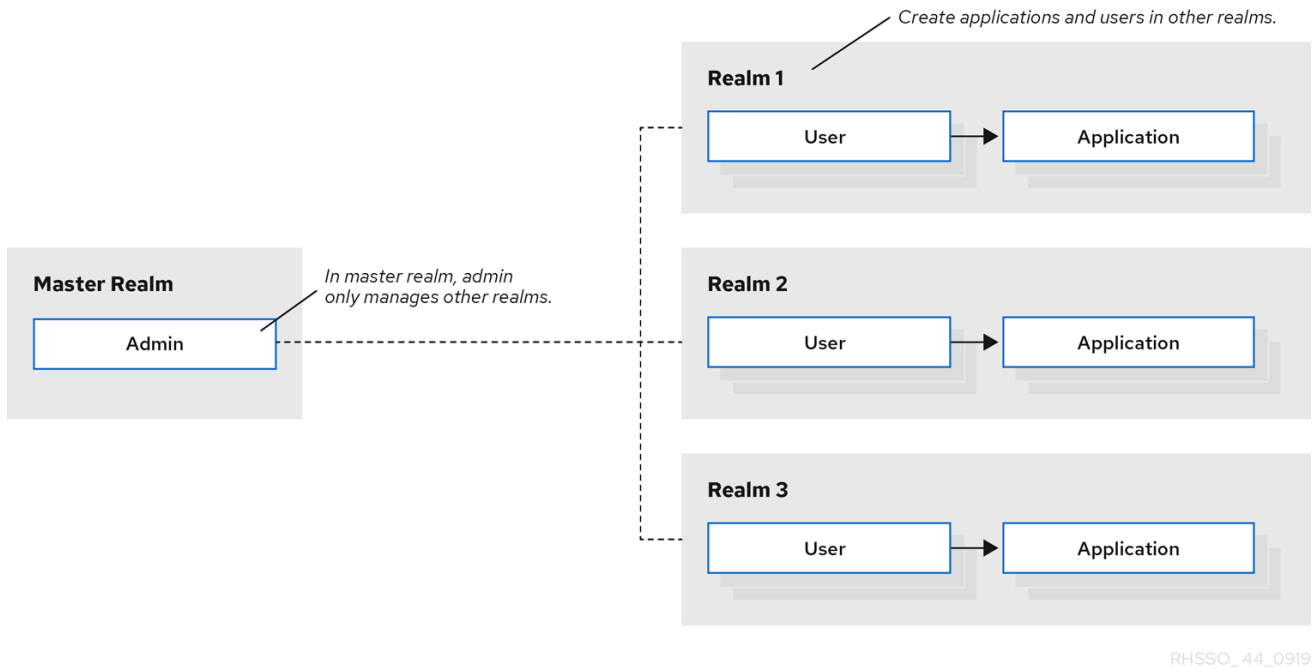 Create applications and users in other realms.
Realm 1
User
Application
Master Realm
In master realm, admin
only manages other realms.
Admin
Realm 2
User
Application
Realm 3
User
Application
RHSSO_44_0919